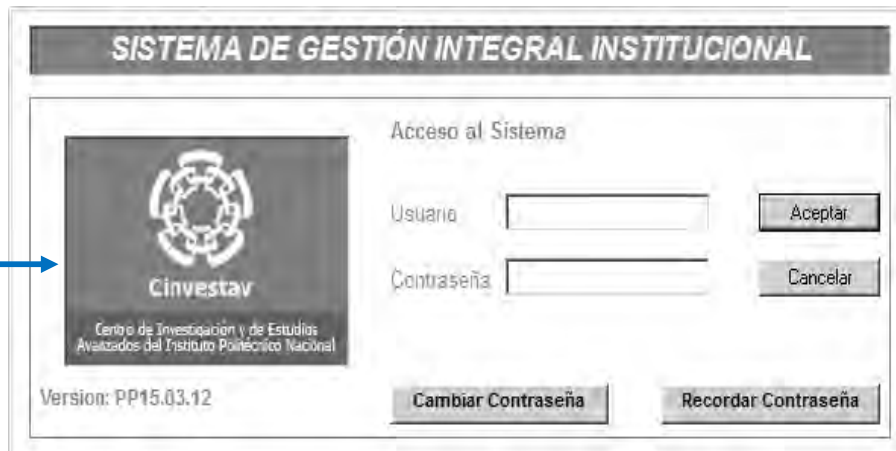 SISTEMA DE GESTIÓN INTEGRAL INSTITUCIONAL
Acceso al Sistema
Usuario
Aceptar
Contraseña
Cancelar
Cinvestav
Centro de Investigación y de Estudios
Avanzados del Instituto Politécnico Nacional
Version: PP15.03.12
Cambiar Contraseña
Recordar Contraseña